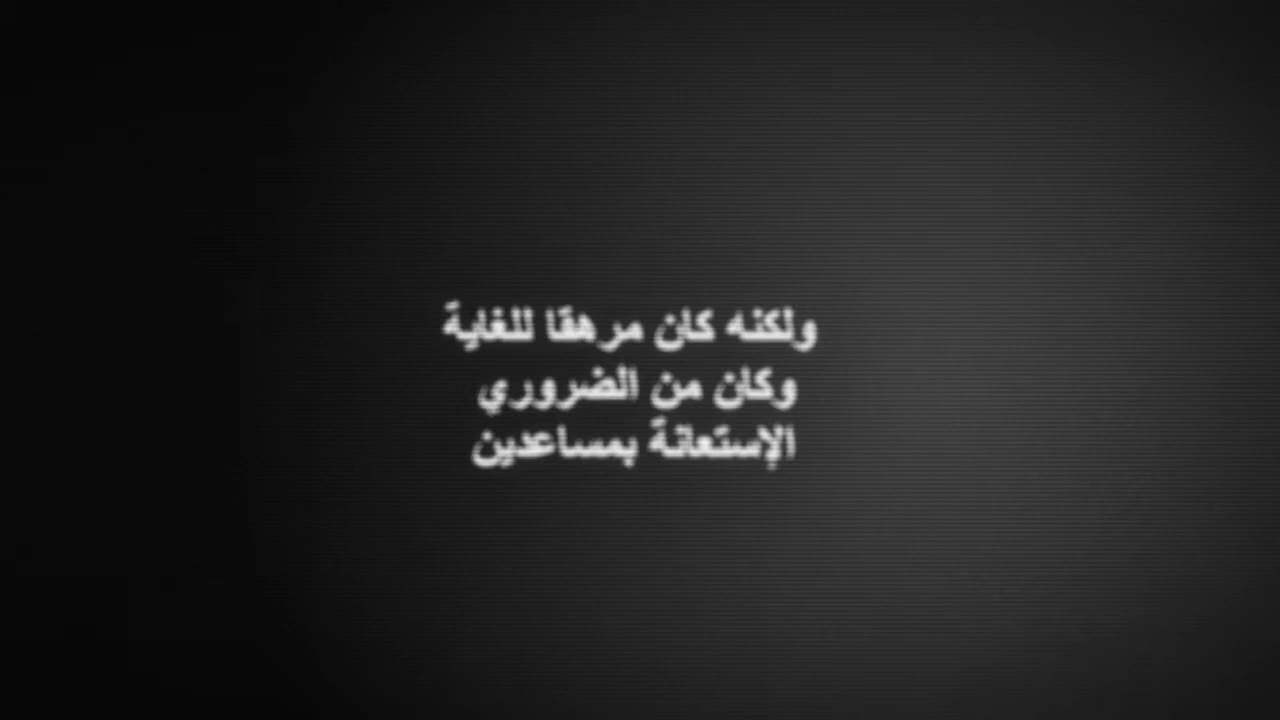 ولكنه كان مرهقا للغاية
وكان من الضروري
الإستعانة بمساعدين